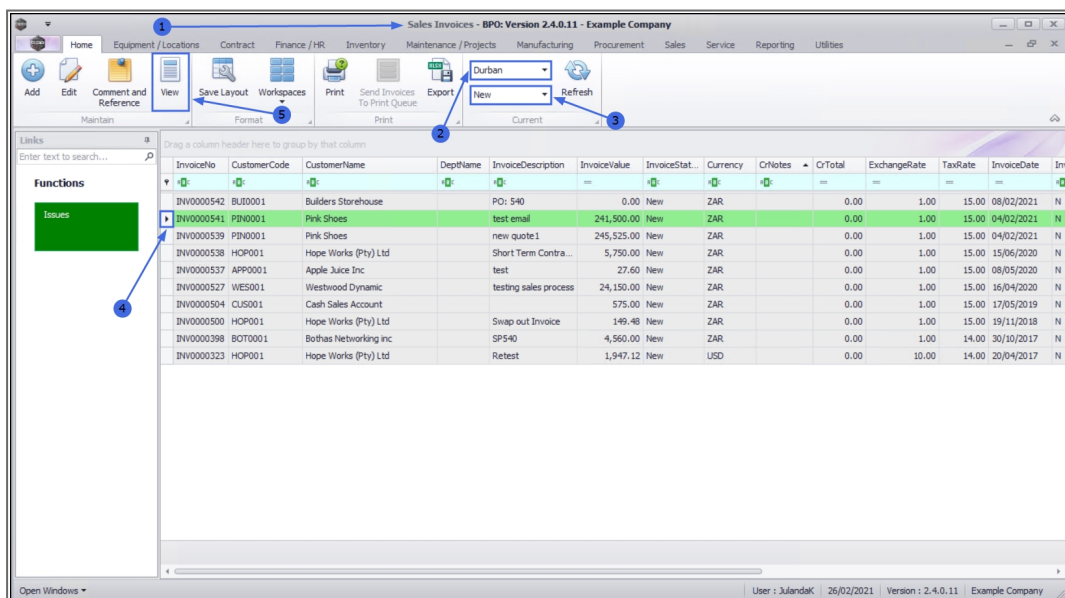 1
Sales Invoices - BPO: Version 2.4.0.11 - Example Company
Home Equipment / Locations Contract Finance / HR Inventory Maintenance / Projects Manufacturing Procurement Sales Service Reporting Utilities
Add Edit Comment and Reference View Save Layout Workspaces Print Send Invoices To Print Queue Export Durban New Refresh
Maintain Format 5 Print 2 Current 3
Links
Enter text to search...
Drag a column header here to group by that column
InvoiceNo CustomerCode CustomerName DeptName InvoiceDescription InvoiceValue InvoiceStat... Currency CrNotes CrTotal ExchangeRate TaxRate InvoiceDate
Functions
Issues
INV0000542 BUI0001 Builders Storehouse PO: 540 0.00 New ZAR 0.00 1.00 15.00 08/02/2021 N
INV0000541 PIN0001 Pink Shoes test email 241,500.00 New ZAR 0.00 1.00 15.00 04/02/2021 N
INV0000539 PIN0001 Pink Shoes new quote1 245,525.00 New ZAR 0.00 1.00 15.00 04/02/2021 N
INV0000538 HOP001 Hope Works (Pty) Ltd Short Term Contra... 5,750.00 New ZAR 0.00 1.00 15.00 15/06/2020 N
INV0000537 APP0001 Apple Juice Inc test 27.60 New ZAR 0.00 1.00 15.00 08/05/2020 N
INV0000527 WES001 Westwood Dynamic testing sales process 24,150.00 New ZAR 0.00 1.00 15.00 16/04/2020 N
INV0000504 CUS001 Cash Sales Account 575.00 New ZAR 0.00 1.00 15.00 17/05/2019 N
INV0000500 HOP001 Hope Works (Pty) Ltd Swap out Invoice 149.48 New ZAR 0.00 1.00 15.00 19/11/2018 N
INV0000398 BOT0001 Bothas Networking inc SP540 4,560.00 New ZAR 0.00 1.00 14.00 30/10/2017 N
INV0000323 HOP001 Hope Works (Pty) Ltd Retest 1,947.12 New USD 0.00 10.00 14.00 20/04/2017 N
4
Open Windows User : JulandaK 26/02/2021 Version : 2.4.0.11 Example Company